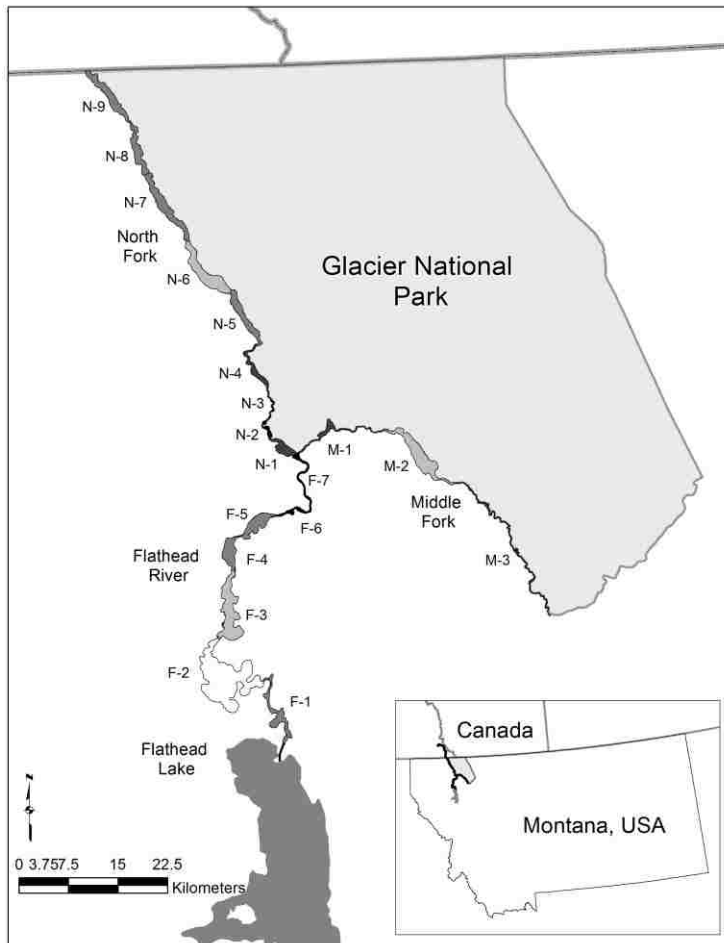 N-9
N-8
N-7
North
Fork
N-6
Glacier National
Park
N-5
N-4
N-3
N-2
N-1
M-1
M-2
F-7
Middle
Fork
F-5
F-6
Flathead
River
F-4
M-3
F-3
F-2
F-1
Flathead
Lake
Canada
Montana, USA
N
0 3.757.5 15 22.5
Kilometers